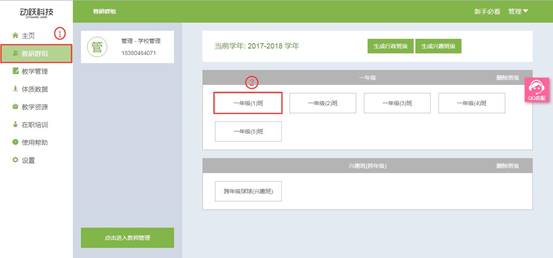 动跃科技
教研群组
新手必看 管理
①
主页
教研群组
教学管理
体质数据
教学资源
在职培训
使用帮助
设置
管
管理 - 学校管理
18380464071
点击进入教师管理
当前学年: 2017-2018 学年
生成行政班级
生成兴趣班级
一年级
删除班级
②
一年级(1)班
一年级(2)班
一年级(3)班
一年级(4)班
一年级(5)班
兴趣班(跨年级)
删除班级
跨年级球球(兴趣班)
QQ客服